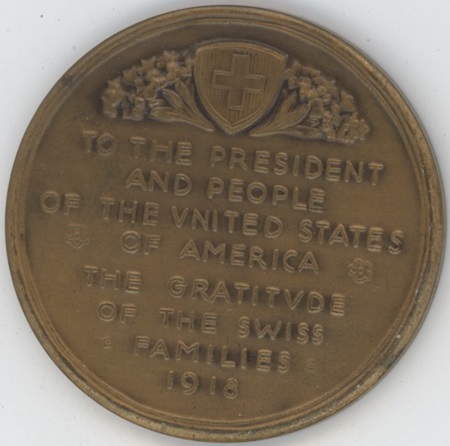 TO THE PRESIDENT
AND PEOPLE
OF THE VNITED STATES
OF AMERICA
THE GRATITVDE
OF THE SWISS
FAMILIES
1918